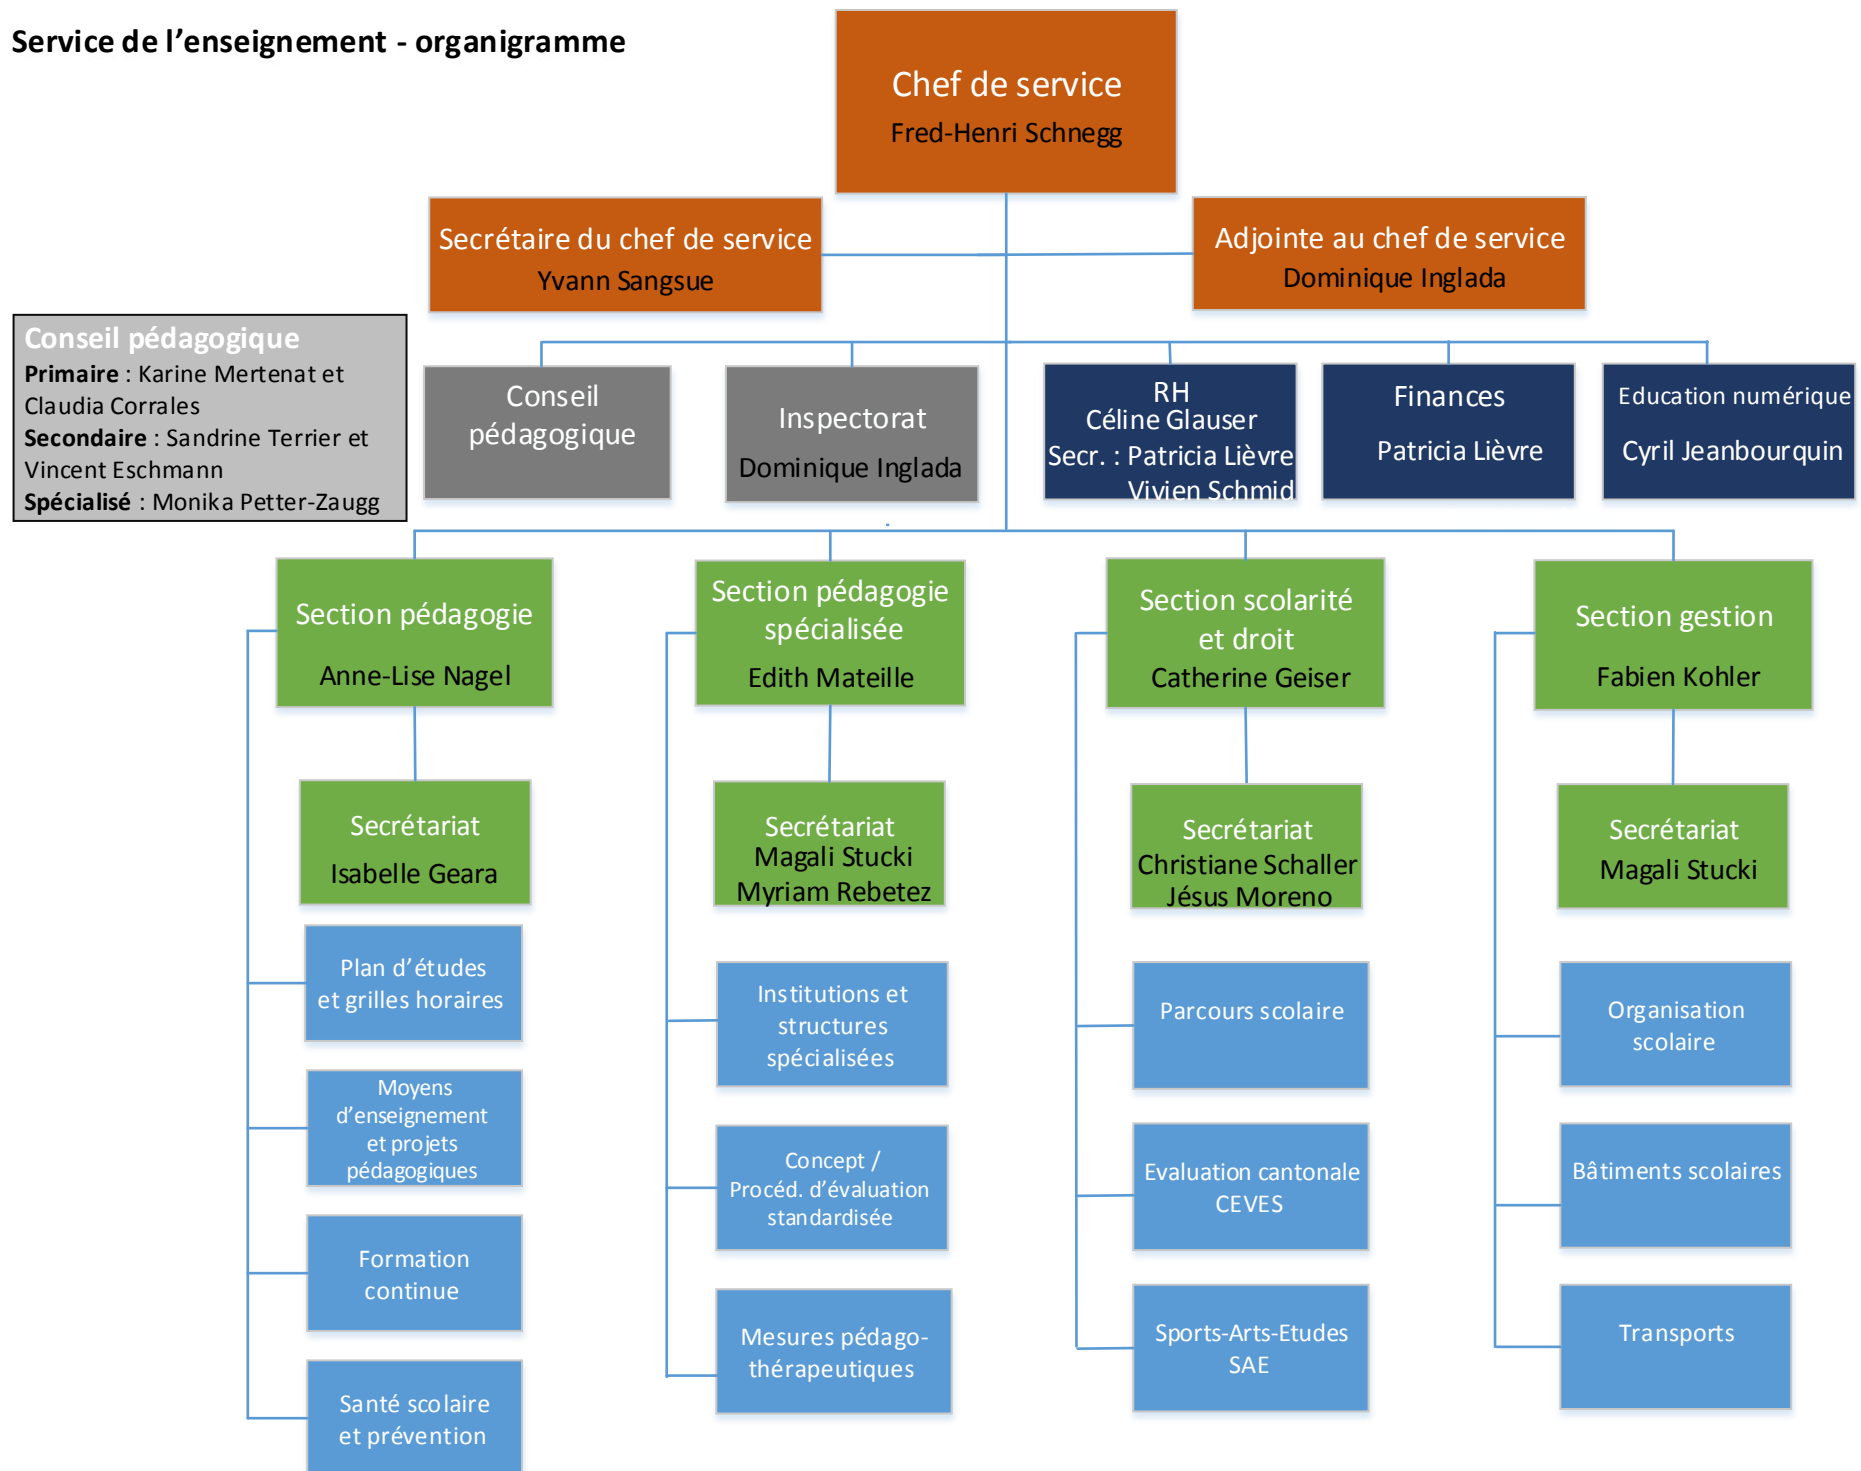 Service de l’enseignement - organigramme
Chef de service
Fred-Henri Schnegg
Secrétaire du chef de service
Yvann Sangsue
Adjointe au chef de service
Dominique Inglada
Conseil pédagogique
Primaire : Karine Mertenat et
Claudia Corrales
Secondaire : Sandrine Terrier et
Vincent Eschmann
Spécialisé : Monika Petter-Zaugg
Conseil
pédagogique
Inspectorat
Dominique Inglada
RH
Céline Glauser
Secr. : Patricia Lièvre
Vivien Schmid
Finances
Patricia Lièvre
Education numérique
Cyril Jeanbourquin
Section pédagogie
Anne-Lise Nagel
Section pédagogie
spécialisée
Edith Mateille
Section scolarité
et droit
Catherine Geiser
Section gestion
Fabien Kohler
Secrétariat
Isabelle Geara
Secrétariat
Magali Stucki
Myriam Rebetez
Secrétariat
Christiane Schaller
Jésus Moreno
Secrétariat
Magali Stucki
Plan d’études
et grilles horaires
Moyens
d’enseignement
et projets
pédagogiques
Formation
continue
Santé scolaire
et prévention
Institutions et
structures
spécialisées
Concept /
Procéd. d’évaluation
standardisée
Mesures pédago-
thérapeutiques
Parcours scolaire
Evaluation cantonale
CEVES
Sports-Arts-Etudes
SAE
Organisation
scolaire
Bâtiments scolaires
Transports